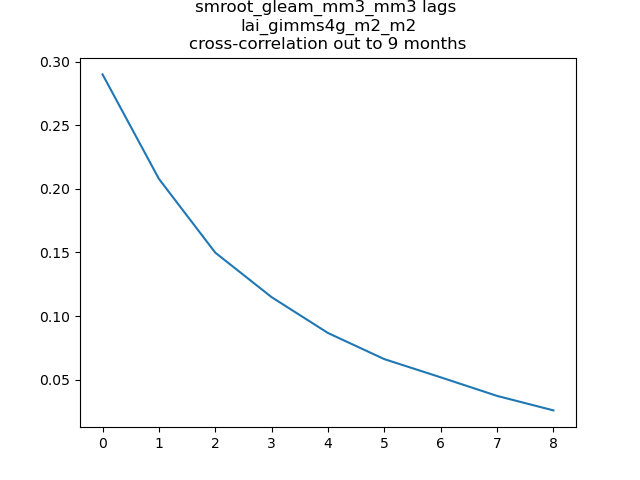 smroot_gleam_mm3_mm3 lags
lai_gimms4g_m2_m2
cross-correlation out to 9 months
0.30
0.25
0.20
0.15
0.10
0.05
0 1 2 3 4 5 6 7 8